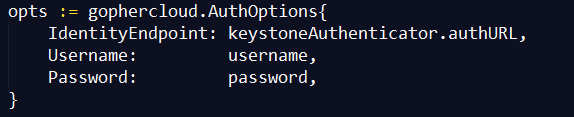 opts := gophercloud.AuthOptions{
    IdentityEndpoint: keystoneAuthenticator.authURL,
    Username:         username,
    Password:         password,
}